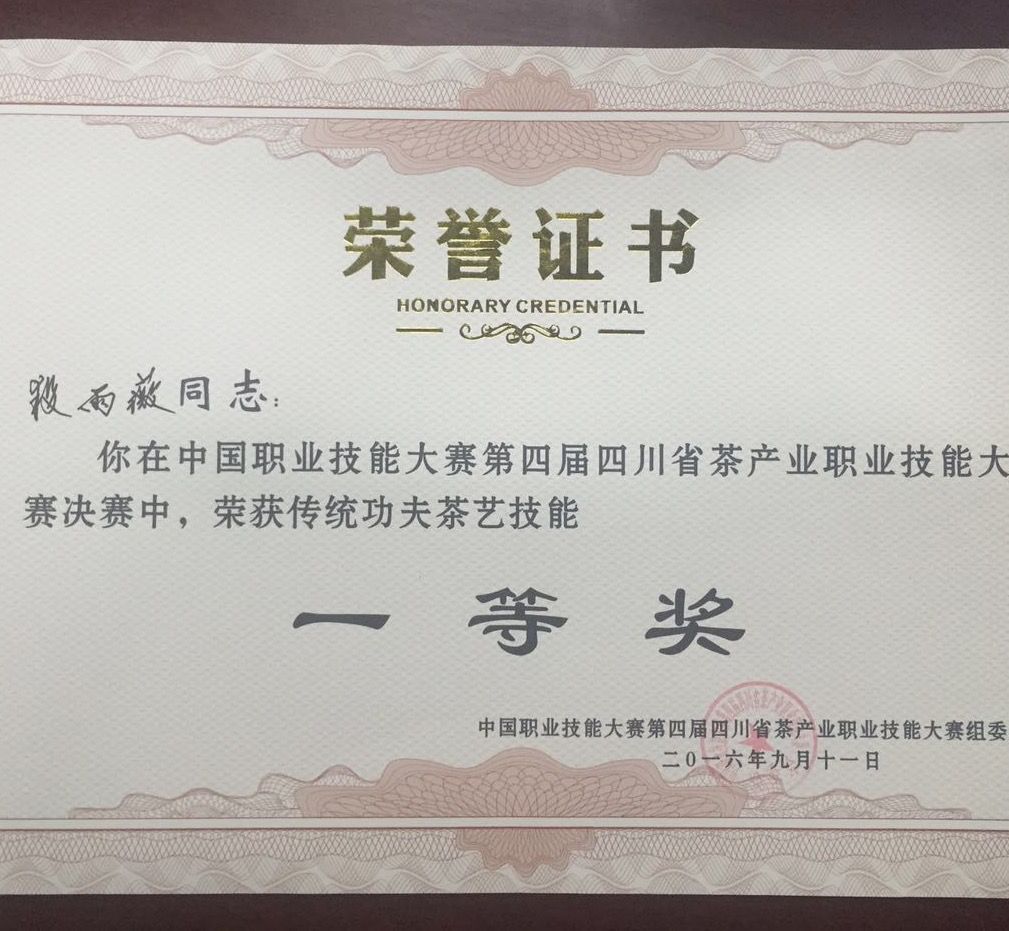 荣誉证书
HONORARY CREDENTIAL
雨薇同志：
你在中国职业技能大赛第四届四川省茶产业职业技能大
赛决赛中，荣获传统功夫茶艺技能
一等奖
中国职业技能大赛第四届四川省茶产业职业技能大赛组委
二〇一六年九月十一日